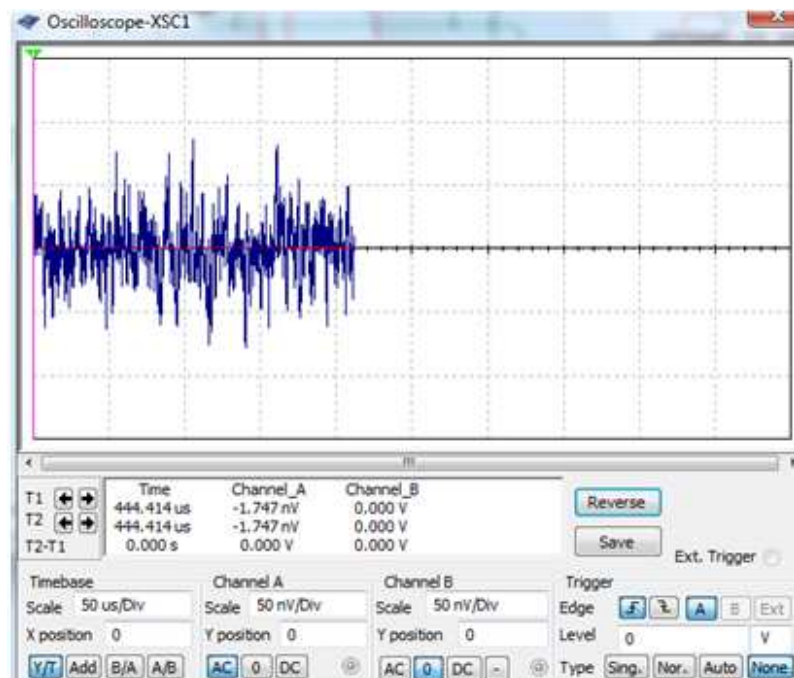 Oscilloscope-XSC1
Time Channel_A Channel_B
T1 444.414 us -1.747 nV 0.000 V
T2 444.414 us -1.747 nV 0.000 V
T2-T1 0.000 s 0.000 V 0.000 V
Reverse
Save
Ext. Trigger
Timebase Channel A Channel B Trigger
Scale 50 us/Div Scale 50 nV/Div Scale 50 nV/Div Edge A B Ext
X position 0 Y position 0 Y position 0 Level 0 V
Y/T Add B/A A/B AC 0 DC AC 0 DC - Type Sing. Nor. Auto None